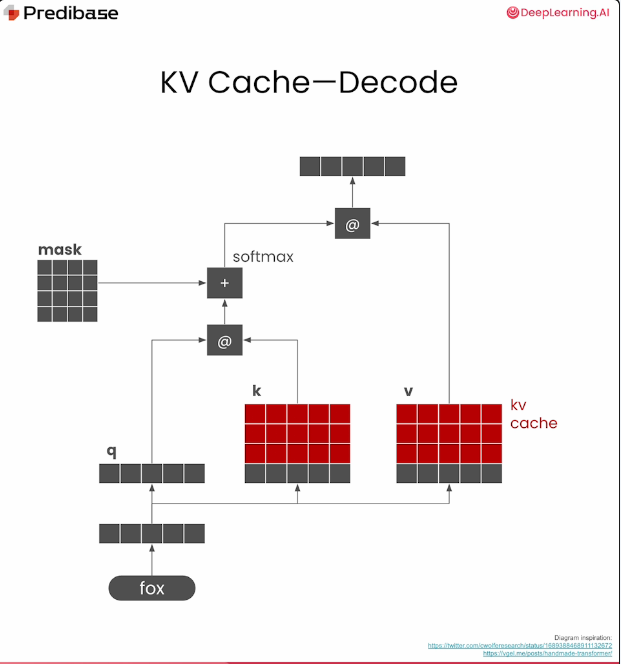 Predibase
DeepLearning.AI
KV Cache—Decode
@
mask
softmax
+
@
k
v
kv
cache
q
fox
Diagram inspiration:
https://twitter.com/cwolferesearch/status/1689388468911132672
https://vgel.me/posts/handmade-transformer/